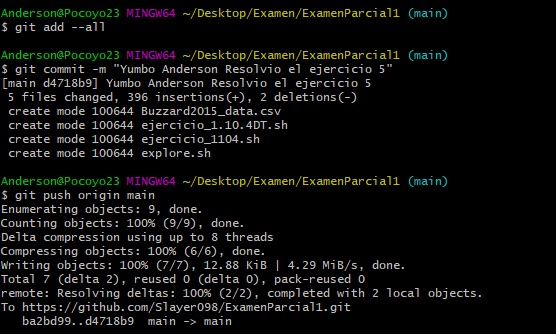 Anderson@Pocoyo23 MINGW64 ~/Desktop/Examen/ExamenParcial1 (main)
$ git add --all
Anderson@Pocoyo23 MINGW64 ~/Desktop/Examen/ExamenParcial1 (main)
$ git commit -m "Yumbo Anderson Resolvio el ejercicio 5"
[main d4718b9] Yumbo Anderson Resolvio el ejercicio 5
 5 files changed, 396 insertions(+), 2 deletions(-)
 create mode 100644 Buzzard2015_data.csv
 create mode 100644 ejercicio_1.10.4DT.sh
 create mode 100644 ejercicio_1104.sh
 create mode 100644 explore.sh
Anderson@Pocoyo23 MINGW64 ~/Desktop/Examen/ExamenParcial1 (main)
$ git push origin main
Enumerating objects: 9, done.
Counting objects: 100% (9/9), done.
Delta compression using up to 8 threads
Compressing objects: 100% (6/6), done.
Writing objects: 100% (7/7), 12.88 KiB | 4.29 MiB/s, done.
Total 7 (delta 2), reused 0 (delta 0), pack-reused 0
remote: Resolving deltas: 100% (2/2), completed with 2 local objects.
To https://github.com/Slayer098/ExamenParcial1.git
   ba2bd99..d4718b9  main -> main